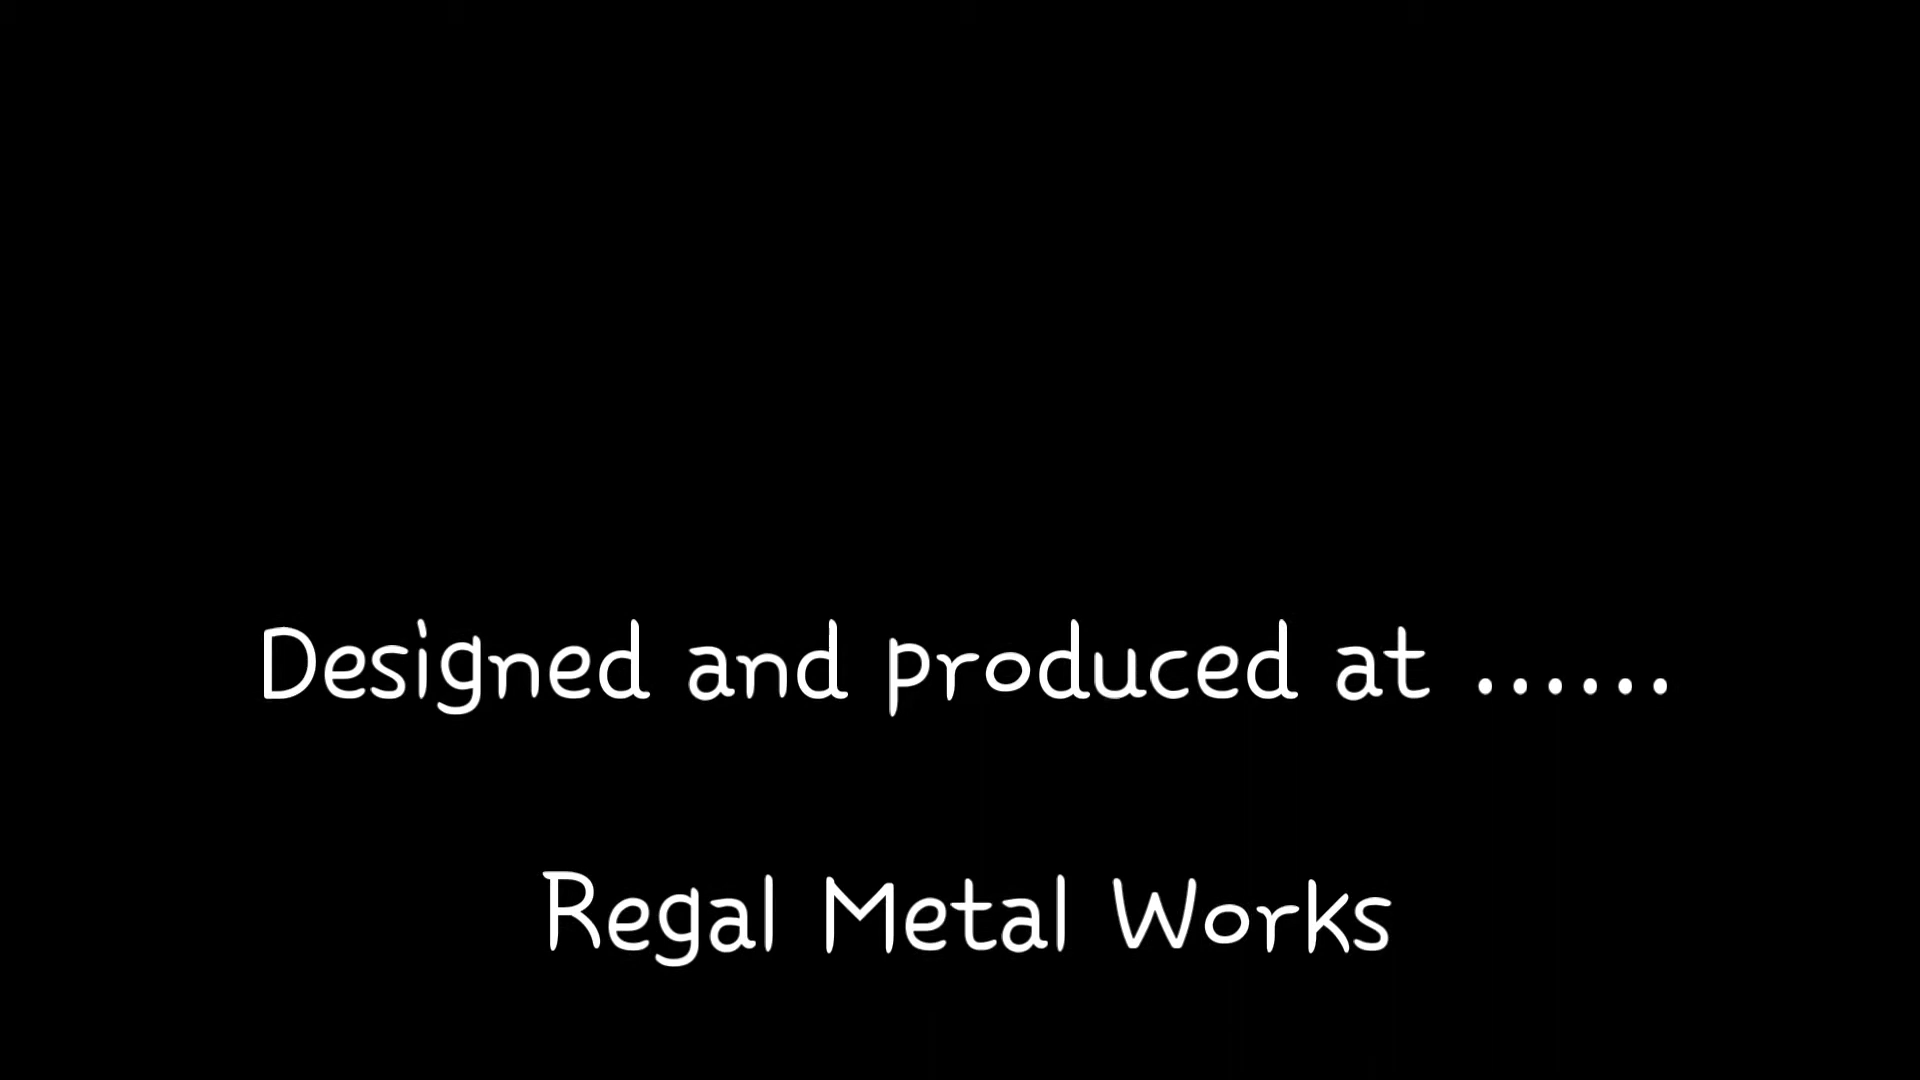 Designed and produced at ......
Regal Metal Works